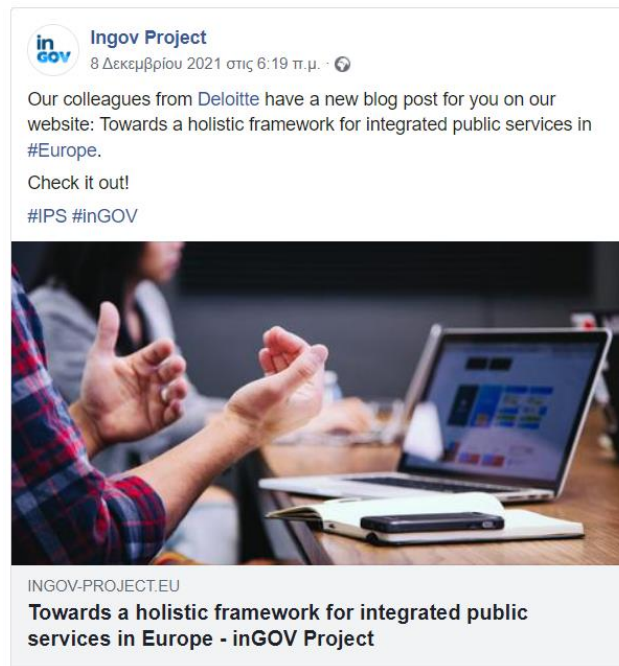 in
GOV
Ingov Project
8 Δεκεμβρίου 2021 στις 6:19 π.μ. ·
Our colleagues from Deloitte have a new blog post for you on our
website: Towards a holistic framework for integrated public services in
#Europe.
Check it out!
#IPS #inGOV
INGOV-PROJECT.EU
Towards a holistic framework for integrated public
services in Europe - inGOV Project